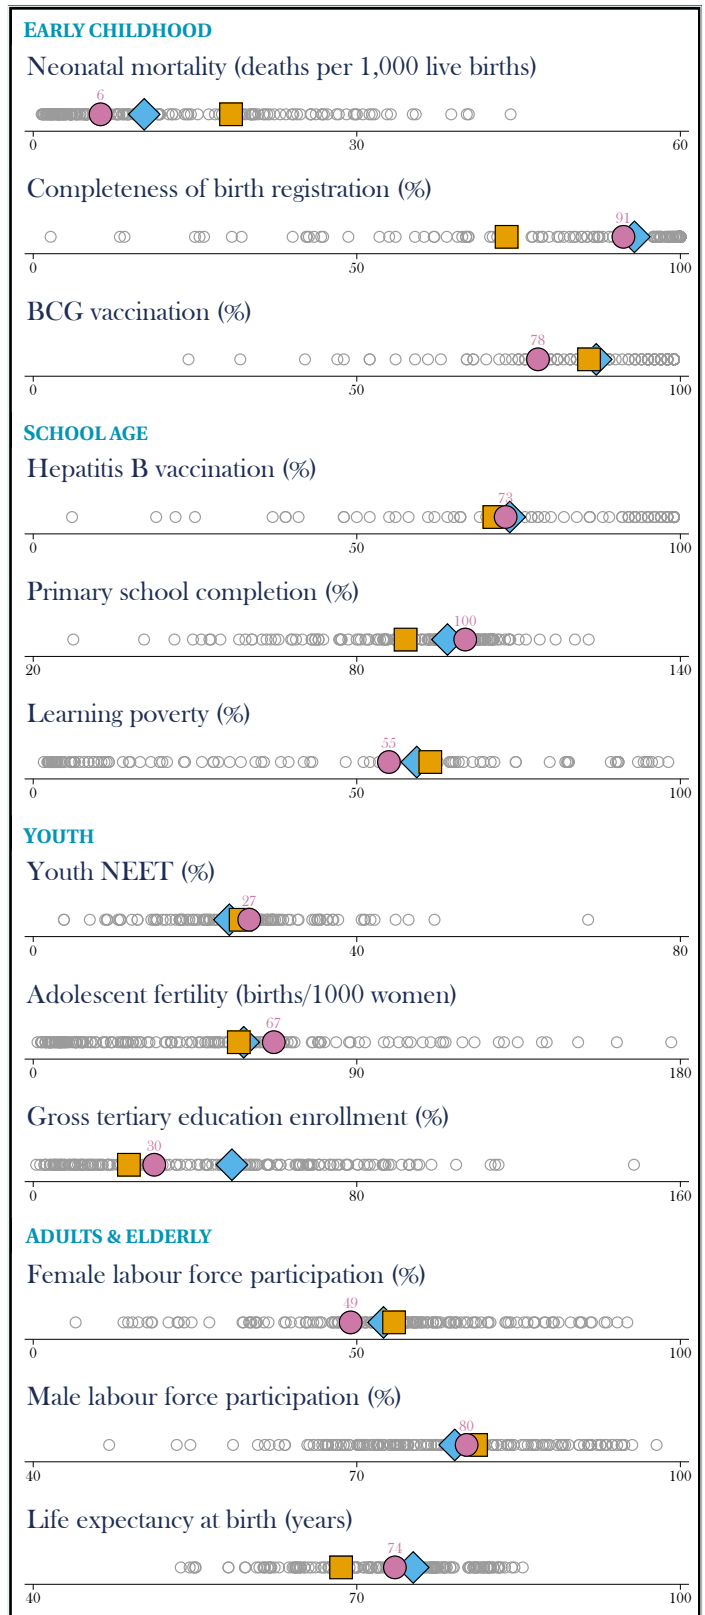 EARLY CHILDHOOD
Neonatal mortality (deaths per 1,000 live births)
6
0 30 60
Completeness of birth registration (%)
91
0 50 100
BCG vaccination (%)
78
0 50 100
SCHOOL AGE
Hepatitis B vaccination (%)
73
0 50 100
Primary school completion (%)
100
20 80 140
Learning poverty (%)
55
0 50 100
YOUTH
Youth NEET (%)
27
0 40 80
Adolescent fertility (births/1000 women)
67
0 90 180
Gross tertiary education enrollment (%)
30
0 80 160
ADULTS & ELDERLY
Female labour force participation (%)
49
0 50 100
Male labour force participation (%)
80
40 70 100
Life expectancy at birth (years)
74
40 70 100